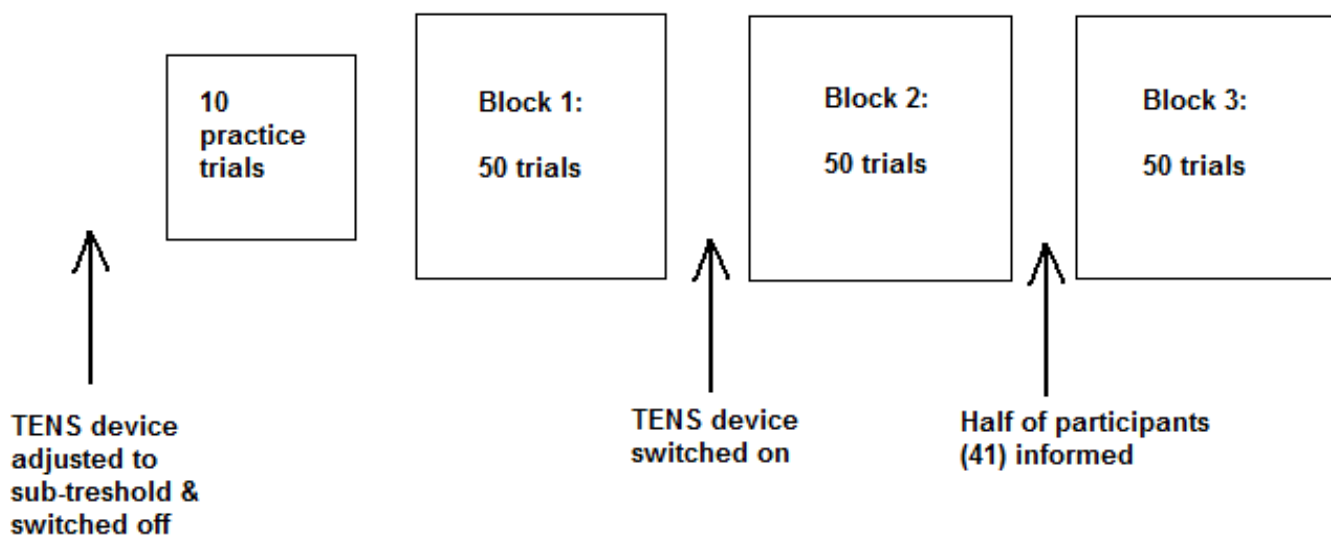 10
practice
trials
Block 1:
50 trials
Block 2:
50 trials
Block 3:
50 trials
TENS device
adjusted to
sub-treshold &
switched off
TENS device
switched on
Half of participants
(41) informed